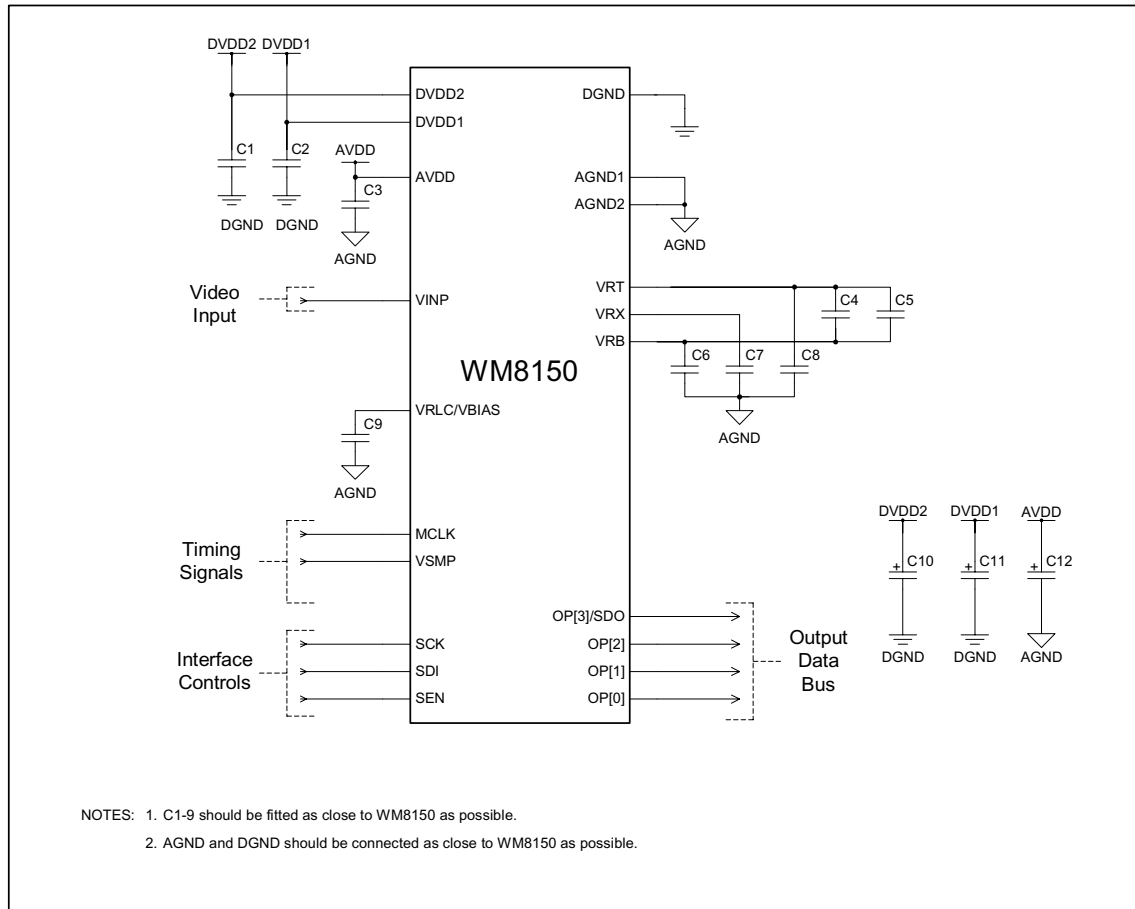 DVDD2 DVDD1
DVDD2
DGND
DVDD1
C1
C2
AVDD
AVDD
AGND1
C3
AGND2
DGND
DGND
AGND
AGND
Video
Input
VINP
VRT
VRX
VRB
C4
C5
C6
C7
C8
WM8150
AGND
VRLC/VBIAS
C9
AGND
Timing
Signals
MCLK
VSMP
DVDD2
DVDD1
AVDD
+
C10
+
C11
+
C12
DGND
DGND
AGND
Interface
Controls
SCK
SDI
SEN
OP[3]/SDO
OP[2]
OP[1]
OP[0]
Output
Data
Bus
NOTES: 1. C1-9 should be fitted as close to WM8150 as possible.
2. AGND and DGND should be connected as close to WM8150 as possible.